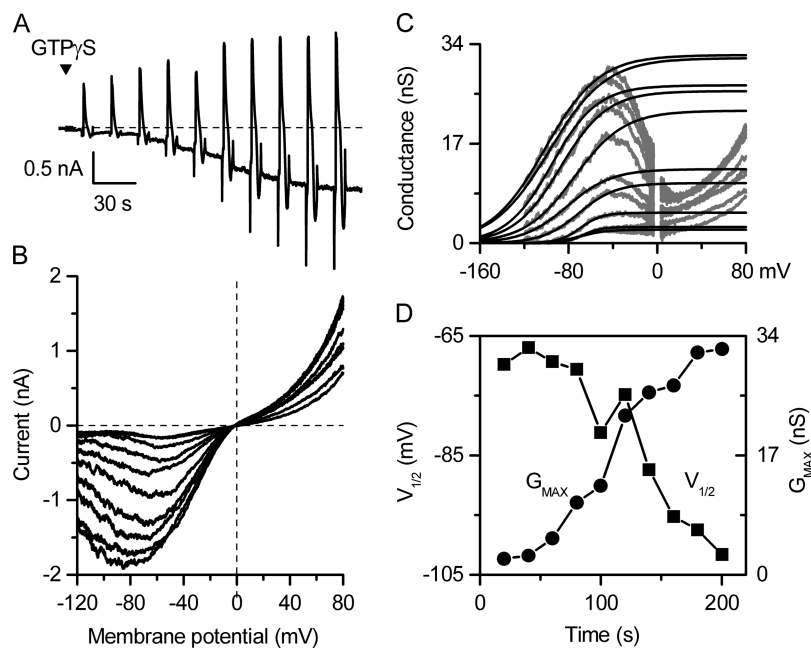 A
GTPγS
0.5 nA
30 s
B
2
1
0
-1
-2
Current (nA)
-120
-80
-40
0
40
80
Membrane potential (mV)
C
34
17
0
Conductance (nS)
-160
-80
0
80 mV
D
-65
-85
-105
V1/2 (mV)
34
17
0
GMAX (nS)
GMAX
V1/2
0
100
200
Time (s)